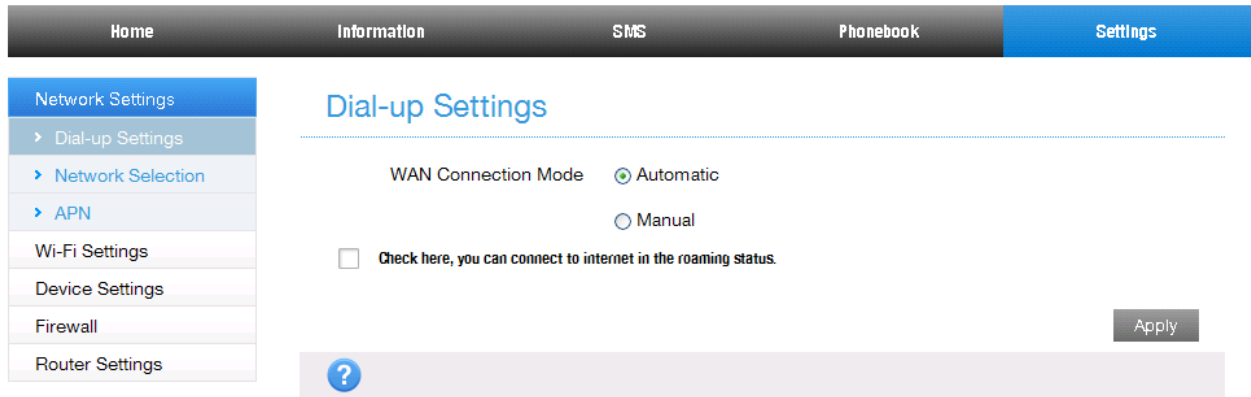 Home Information SMS Phonebook Settings
Network Settings
Dial-up Settings
Network Selection
APN
Wi-Fi Settings
Device Settings
Firewall
Router Settings
Dial-up Settings
WAN Connection Mode Automatic
Manual
Check here, you can connect to internet in the roaming status.
Apply
?